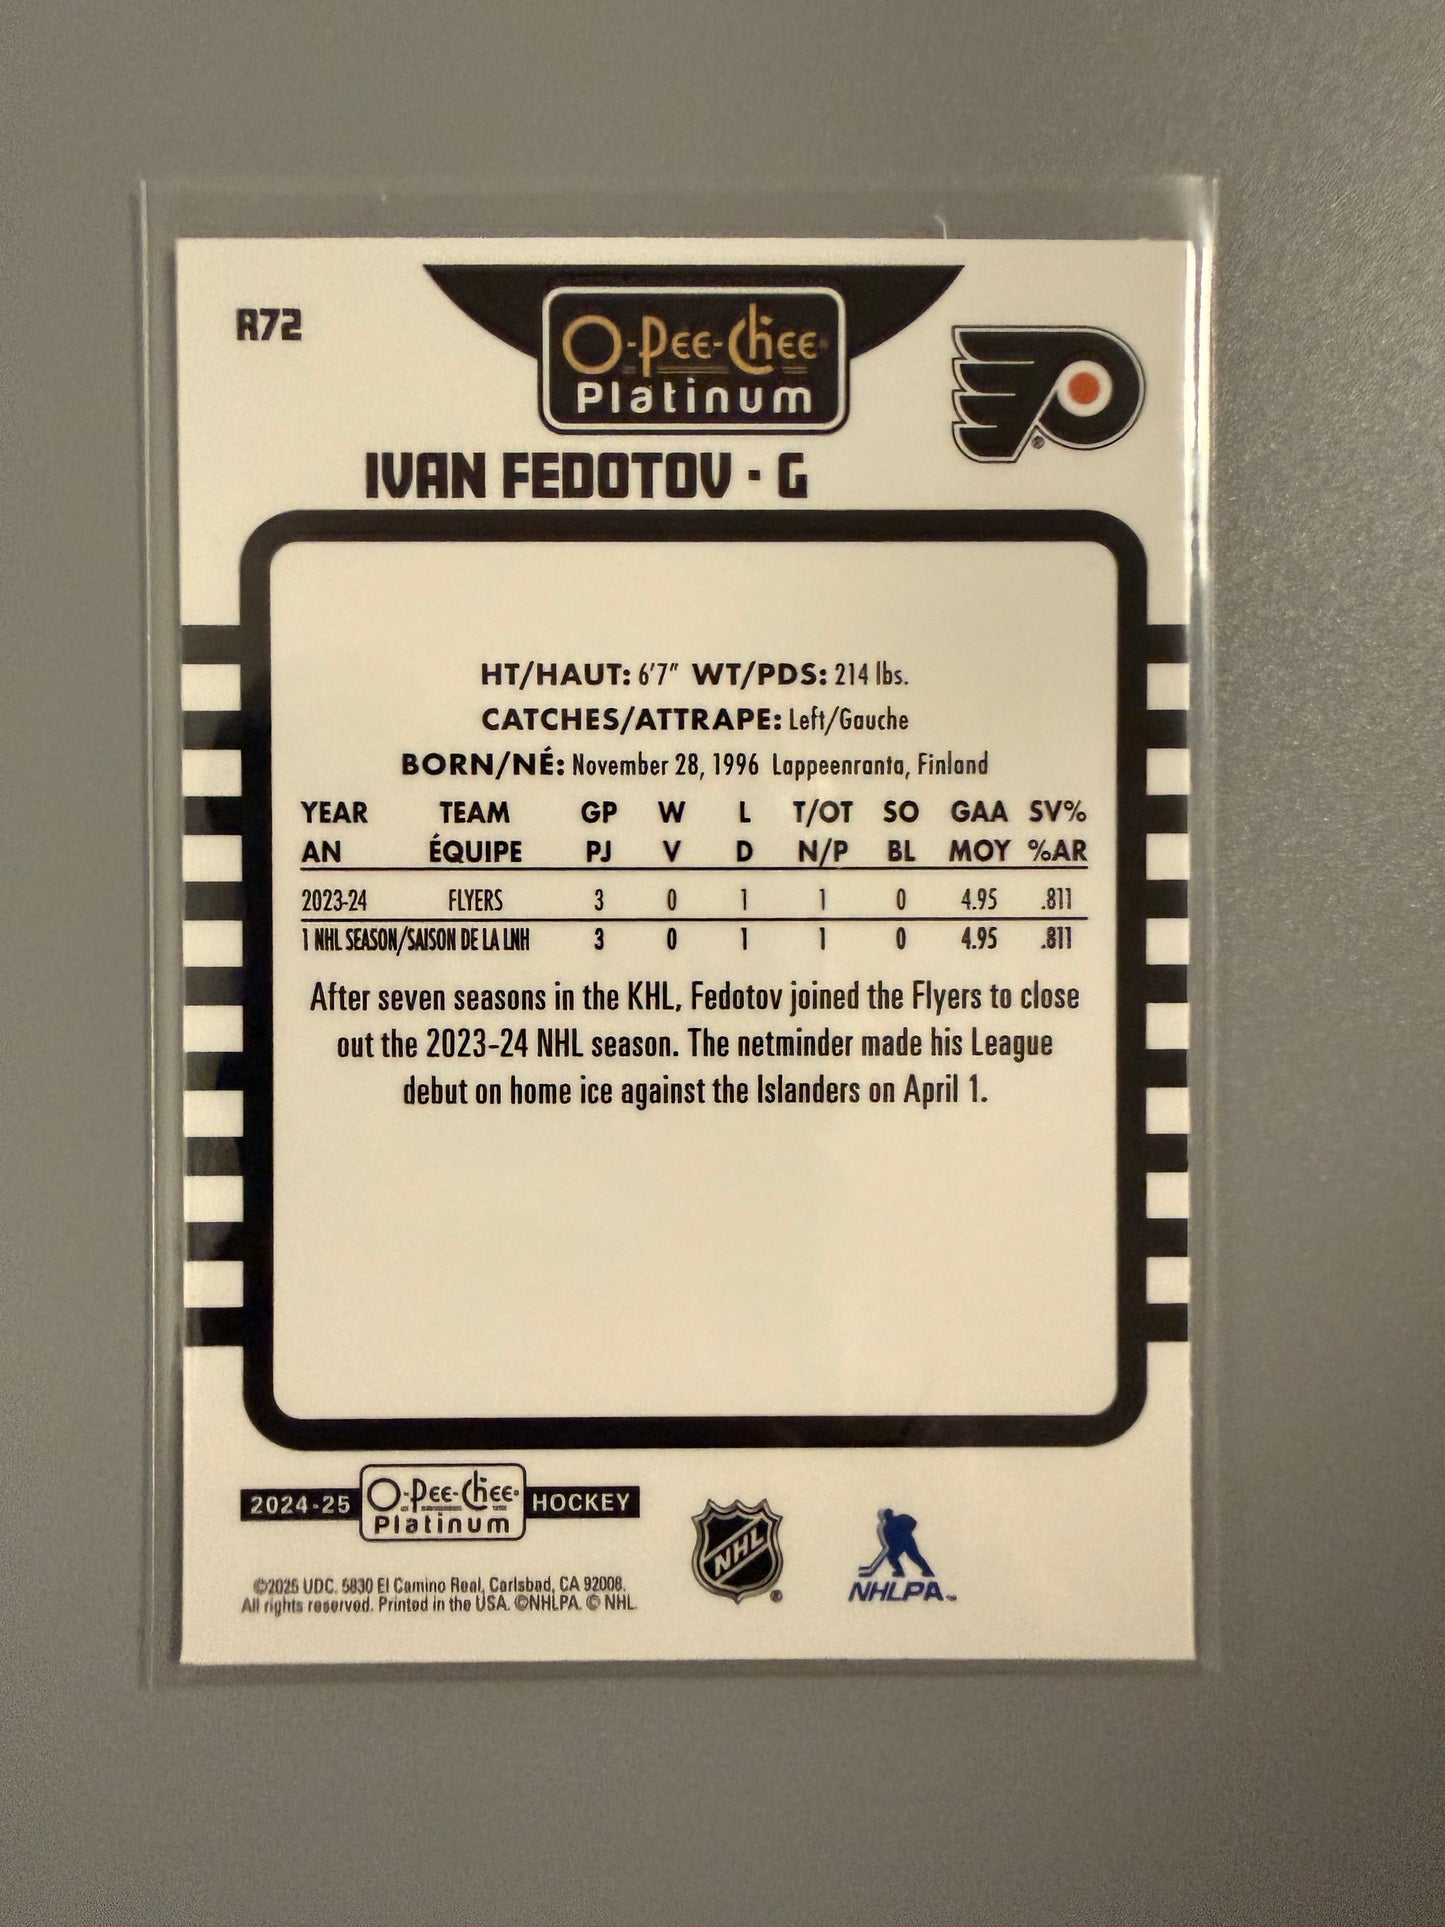 R72
O-Pee-Chee
Platinum
IVAN FEDOTOV · G
HT/HAUT: 6'7" WT/PDS: 214 lbs.
CATCHES/ATTRAPE: Left/Gauche
BORN/NÉ: November 28, 1996 Lappeenranta, Finland
YEAR TEAM GP W L T/OT SO GAA SV%
AN ÉQUIPE PJ V D N/P BL MOY %AR
2023-24 FLYERS 3 0 1 1 0 4.95 .811
1 NHL SEASON/SAISON DE LA LNH 3 0 1 1 0 4.95 .811
After seven seasons in the KHL, Fedotov joined the Flyers to close
out the 2023-24 NHL season. The netminder made his League
debut on home ice against the Islanders on April 1.
2024-25 O-Pee-Chee Platinum HOCKEY
NHL
NHLPA
©2025 UDC. 5830 El Camino Real, Carlsbad, CA 92008.
All rights reserved. Printed in the USA. ©NHLPA. © NHL.